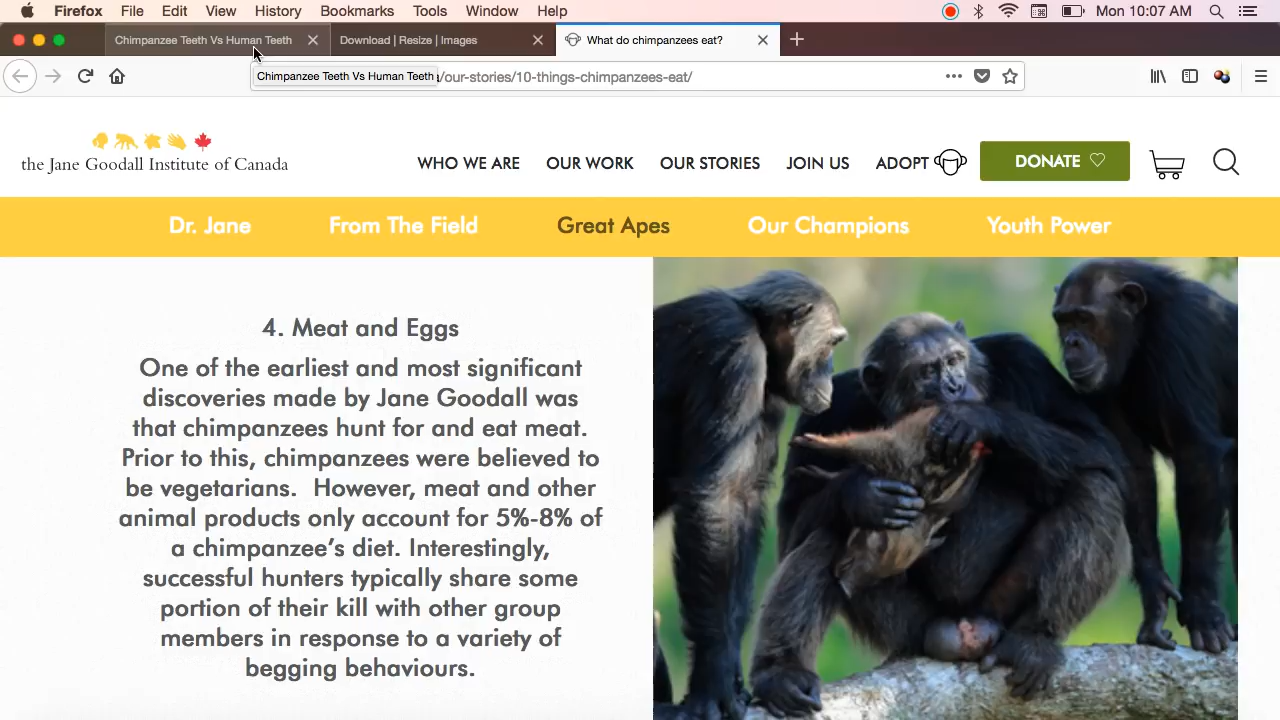 Firefox File Edit View History Bookmarks Tools Window Help Mon 10:07 AM
Chimpanzee Teeth Vs Human Teeth Download | Resize | Images What do chimpanzees eat?
Chimpanzee Teeth Vs Human Teeth /our-stories/10-things-chimpanzees-eat/
the Jane Goodall Institute of Canada
WHO WE ARE OUR WORK OUR STORIES JOIN US ADOPT DONATE
Dr. Jane From The Field Great Apes Our Champions Youth Power
4. Meat and Eggs
One of the earliest and most significant
discoveries made by Jane Goodall was
that chimpanzees hunt for and eat meat.
Prior to this, chimpanzees were believed to
be vegetarians. However, meat and other
animal products only account for 5%-8% of
a chimpanzee's diet. Interestingly,
successful hunters typically share some
portion of their kill with other group
members in response to a variety of
begging behaviours.